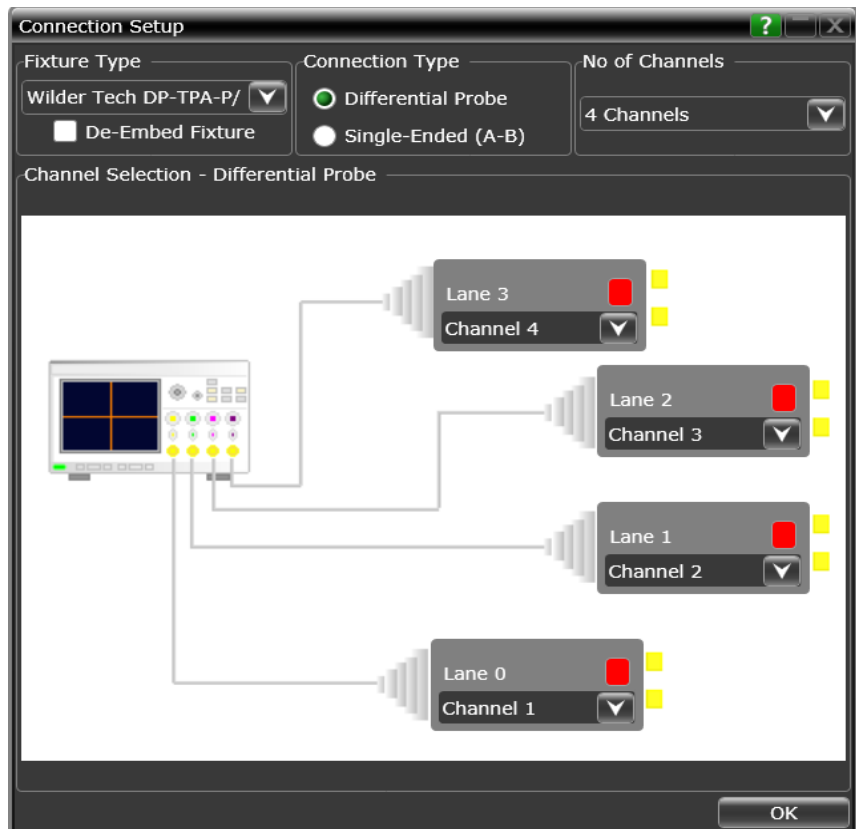 Connection Setup
?
X
Fixture Type
Connection Type
No of Channels
Wilder Tech DP-TPA-P/
Differential Probe
4 Channels
De-Embed Fixture
Single-Ended (A-B)
Channel Selection - Differential Probe
Lane 3
Channel 4
Lane 2
Channel 3
Lane 1
Channel 2
Lane 0
Channel 1
OK